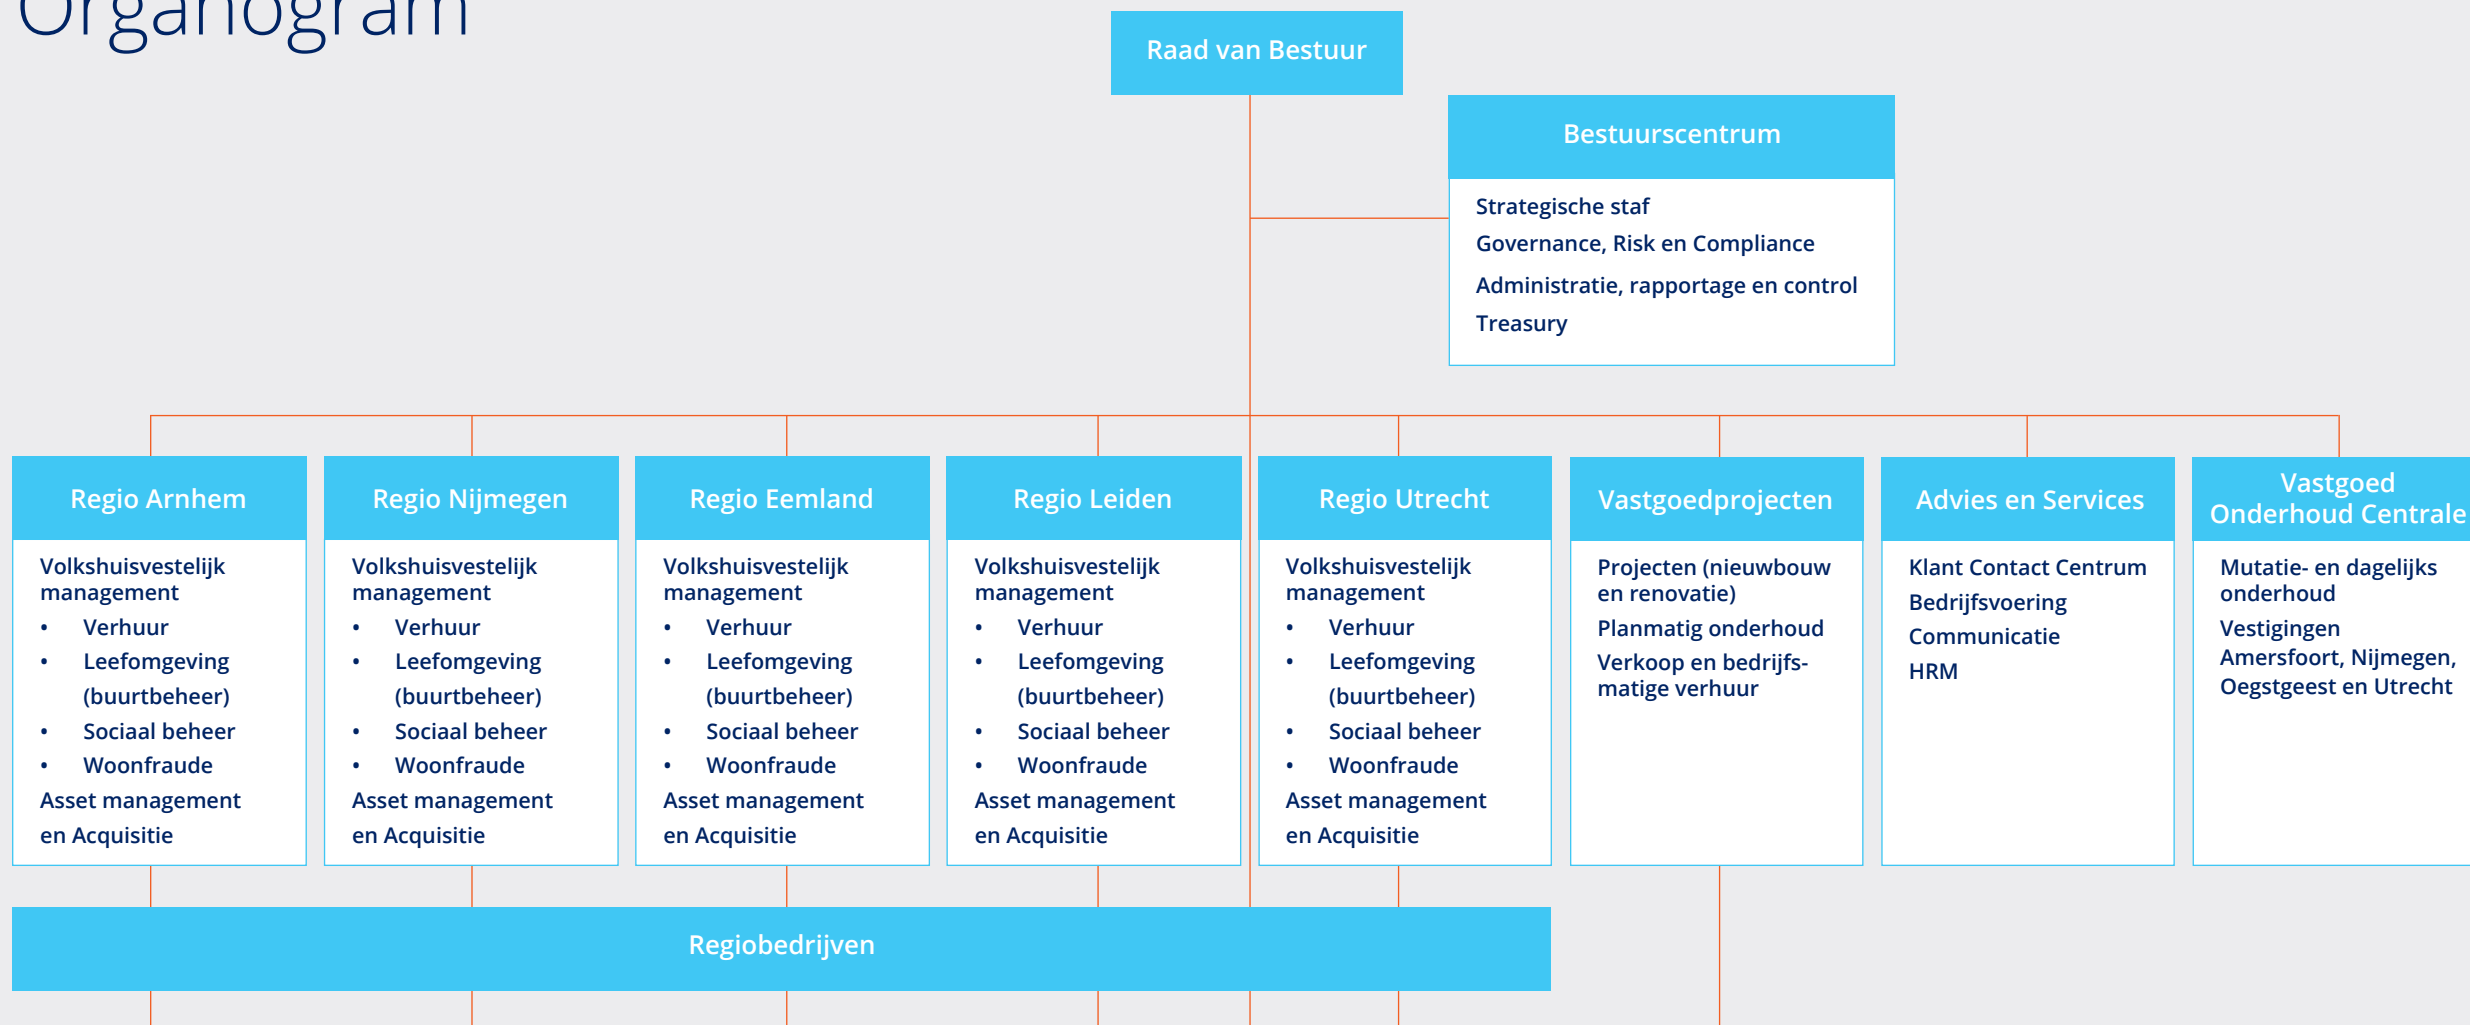 Organogram
Raad van Bestuur
Bestuurscentrum
Strategische staf
Governance, Risk en Compliance
Administratie, rapportage en control
Treasury
Regio Arnhem
Volkshuisvestelijk
management
• Verhuur
• Leefomgeving
(buurtbeheer)
• Sociaal beheer
• Woonfraude
Asset management
en Acquisitie
Regio Nijmegen
Volkshuisvestelijk
management
• Verhuur
• Leefomgeving
(buurtbeheer)
• Sociaal beheer
• Woonfraude
Asset management
en Acquisitie
Regio Eemland
Volkshuisvestelijk
management
• Verhuur
• Leefomgeving
(buurtbeheer)
• Sociaal beheer
• Woonfraude
Asset management
en Acquisitie
Regio Leiden
Volkshuisvestelijk
management
• Verhuur
• Leefomgeving
(buurtbeheer)
• Sociaal beheer
• Woonfraude
Asset management
en Acquisitie
Regio Utrecht
Volkshuisvestelijk
management
• Verhuur
• Leefomgeving
(buurtbeheer)
• Sociaal beheer
• Woonfraude
Asset management
en Acquisitie
Vastgoedprojecten
Projecten (nieuwbouw
en renovatie)
Planmatig onderhoud
Verkoop en bedrijfs-
matige verhuur
Advies en Services
Klant Contact Centrum
Bedrijfsvoering
Communicatie
HRM
Vastgoed
Onderhoud Centrale
Mutatie- en dagelijks
onderhoud
Vestigingen
Amersfoort, Nijmegen,
Oegstgeest en Utrecht
Regiobedrijven